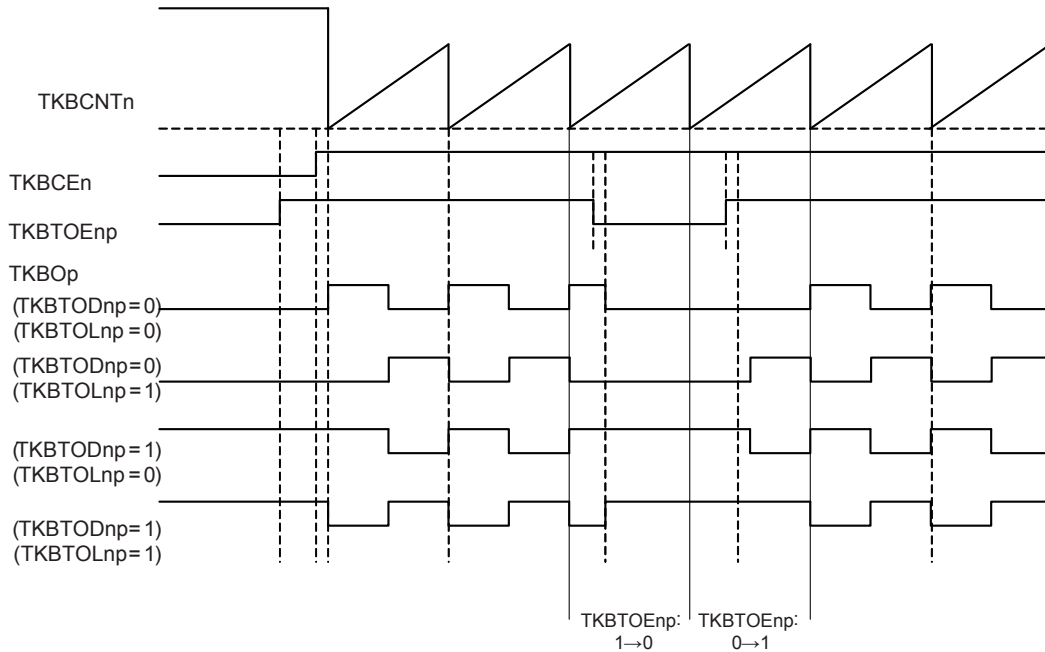 TKBCNTn
TKBCEn
TKBTOEnp
TKBOp
(TKBTODnp=0)
(TKBTOLnp=0)
(TKBTODnp=0)
(TKBTOLnp=1)
(TKBTODnp=1)
(TKBTOLnp=0)
(TKBTODnp=1)
(TKBTOLnp=1)
TKBTOEnp:
1→0
TKBTOEnp:
0→1